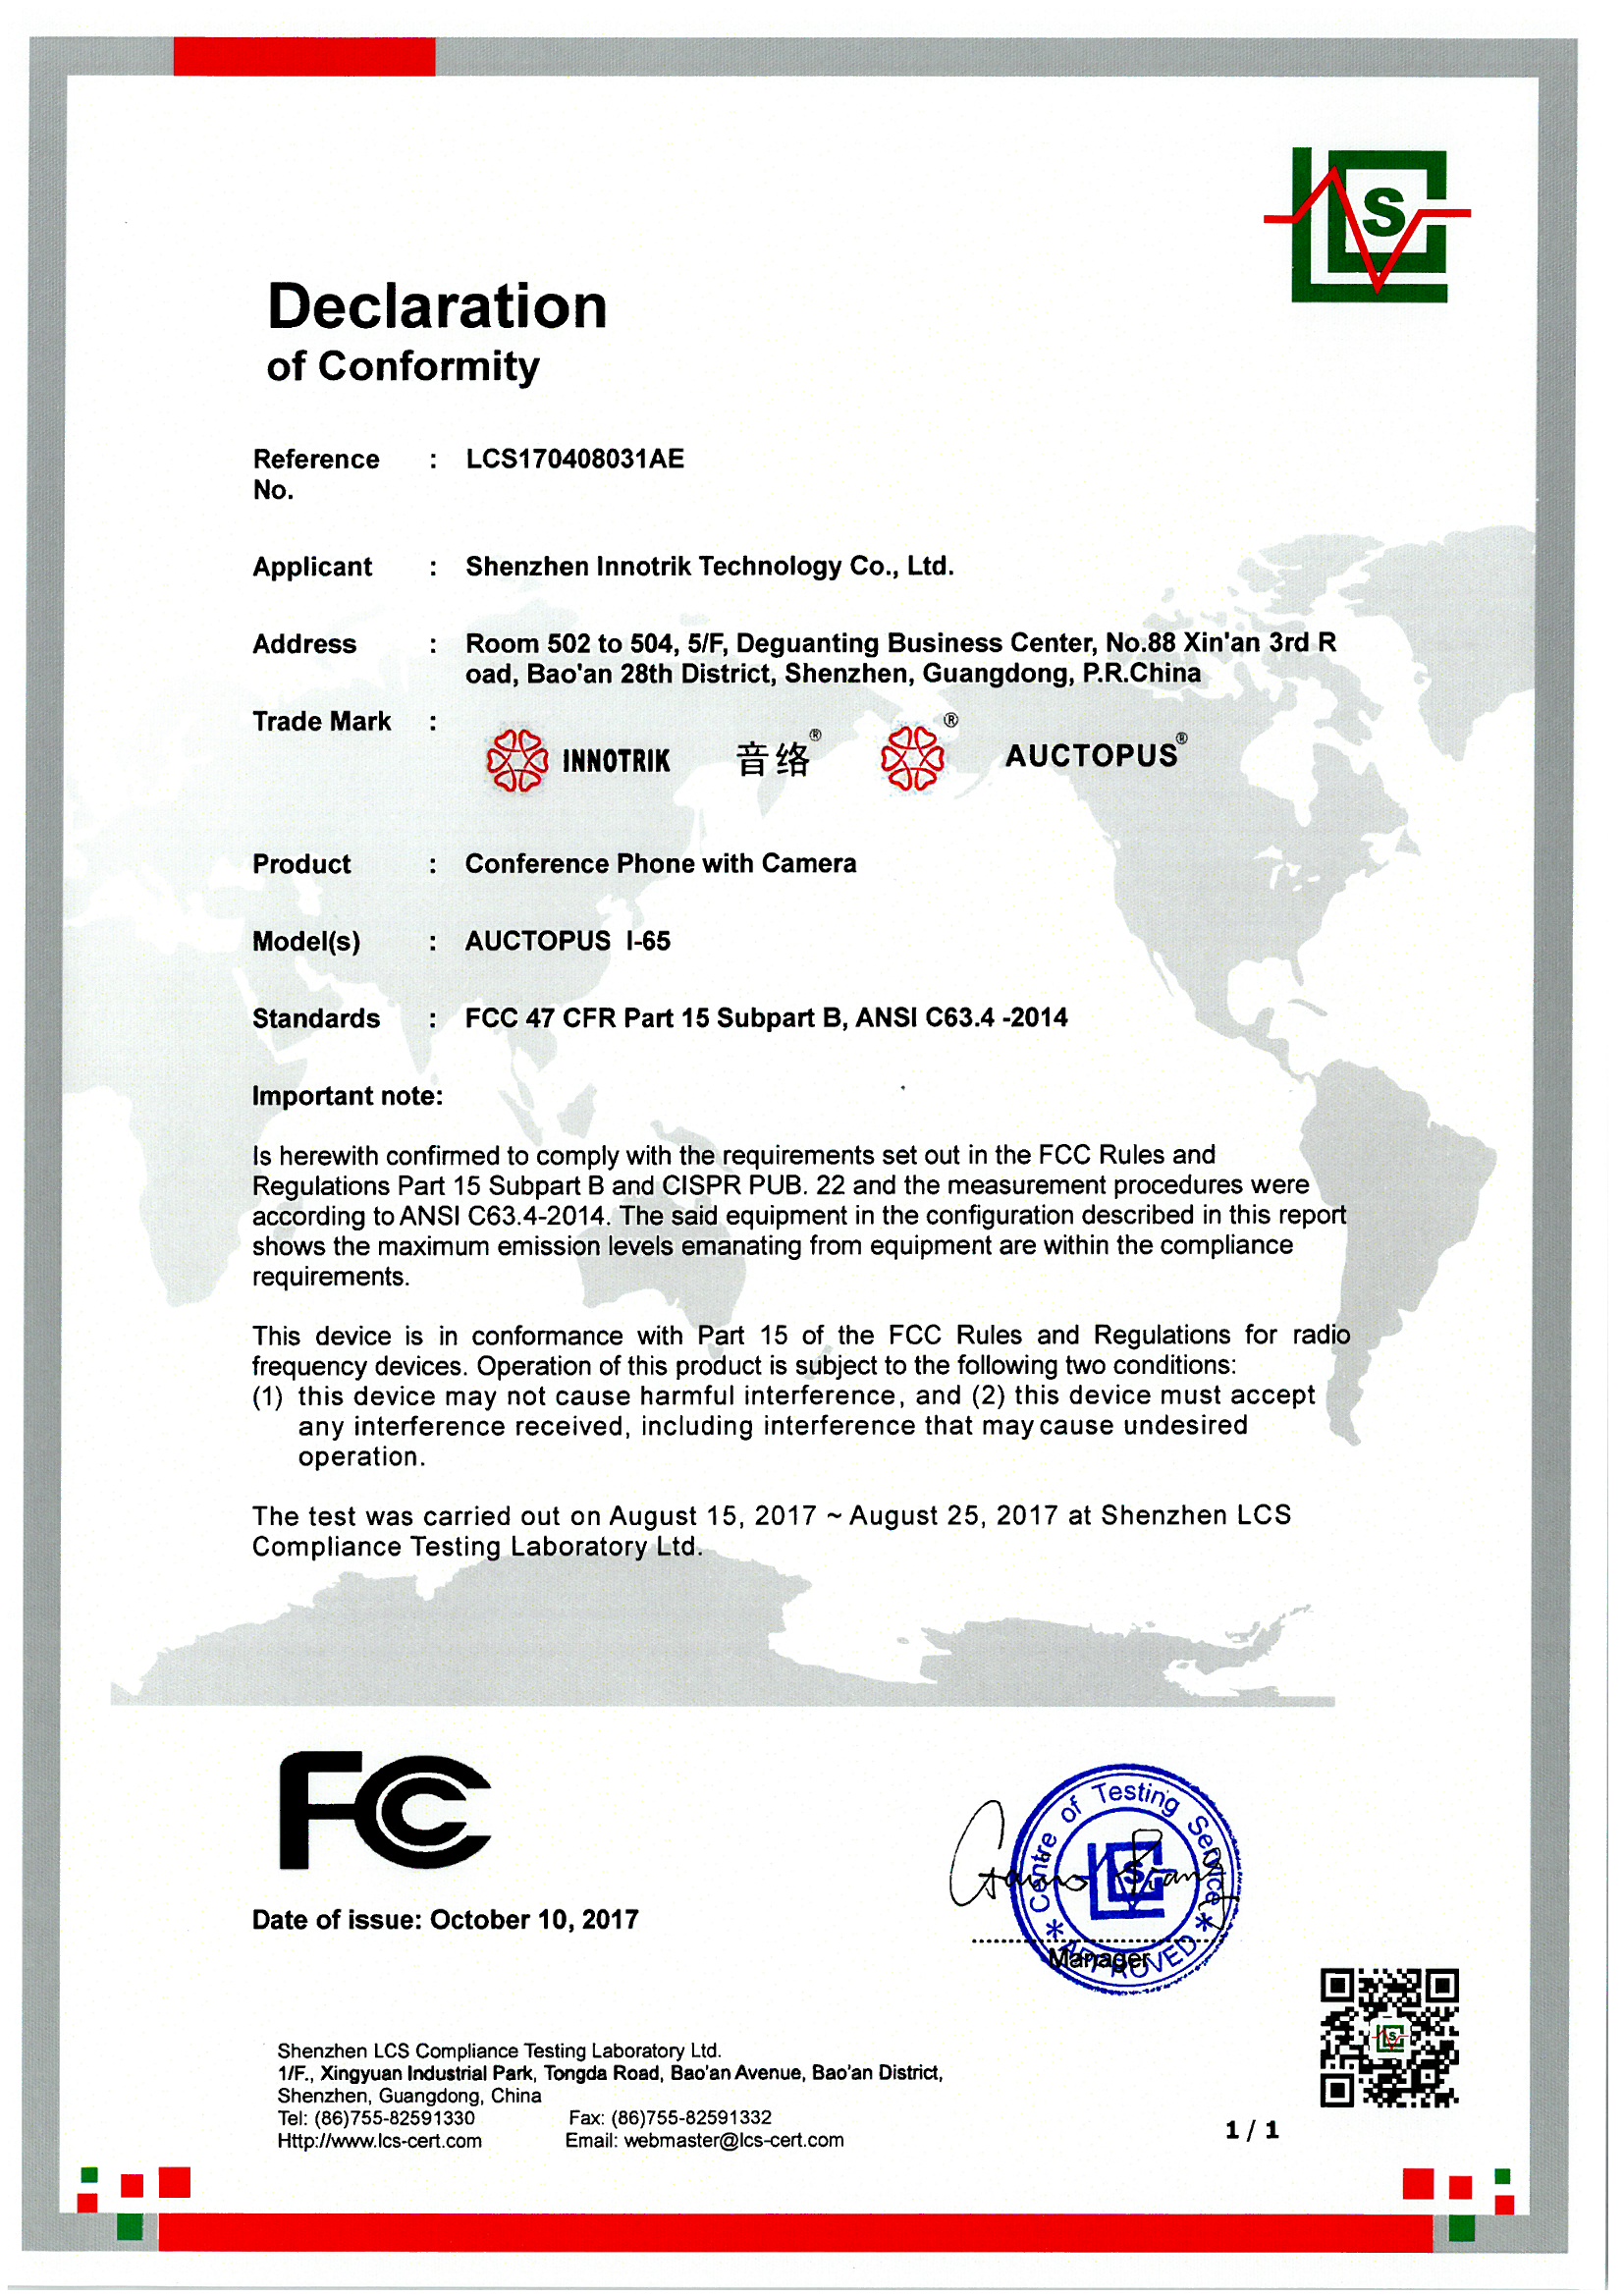 S
Declaration
of Conformity
Reference : LCS170408031AE
No.
Applicant : Shenzhen Innotrik Technology Co., Ltd.
Address : Room 502 to 504, 5/F, Deguanting Business Center, No.88 Xin'an 3rd R
oad, Bao'an 28th District, Shenzhen, Guangdong, P.R.China
Trade Mark :
INNOTRIK 音络® ® AUCTOPUS®
Product : Conference Phone with Camera
Model(s) : AUCTOPUS I-65
Standards : FCC 47 CFR Part 15 Subpart B, ANSI C63.4 -2014
Important note:
Is herewith confirmed to comply with the requirements set out in the FCC Rules and
Regulations Part 15 Subpart B and CISPR PUB. 22 and the measurement procedures were
according to ANSI C63.4-2014. The said equipment in the configuration described in this report
shows the maximum emission levels emanating from equipment are within the compliance
requirements.
This device is in conformance with Part 15 of the FCC Rules and Regulations for radio
frequency devices. Operation of this product is subject to the following two conditions:
(1) this device may not cause harmful interference, and (2) this device must accept
any interference received, including interference that may cause undesired
operation.
The test was carried out on August 15, 2017 ~ August 25, 2017 at Shenzhen LCS
Compliance Testing Laboratory Ltd.
FCC
Centre of Testing Service
S
* APPROVED *
Date of issue: October 10, 2017
Manager
Shenzhen LCS Compliance Testing Laboratory Ltd.
1/F., Xingyuan Industrial Park, Tongda Road, Bao'an Avenue, Bao'an District,
Shenzhen, Guangdong, China
Tel: (86)755-82591330 Fax: (86)755-82591332
Http://www.lcs-cert.com Email: webmaster@lcs-cert.com
1 / 1